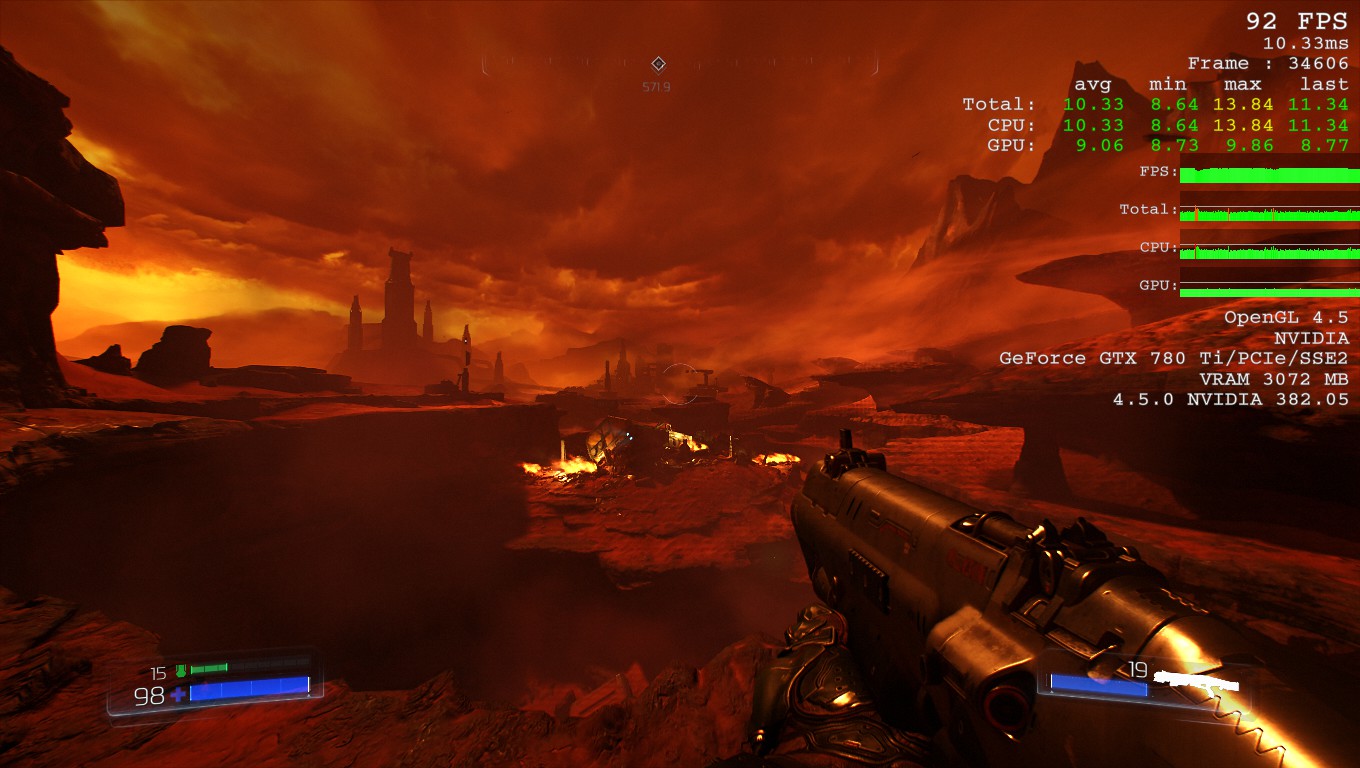 92 FPS
10.33ms
Frame : 34606
avg min max last
Total: 10.33 8.64 13.84 11.34
CPU: 10.33 8.64 13.84 11.34
GPU: 9.06 8.73 9.86 8.77
FPS:
Total:
CPU:
GPU:
OpenGL 4.5
NVIDIA
GeForce GTX 780 Ti/PCIe/SSE2
VRAM 3072 MB
4.5.0 NVIDIA 382.05
571.9
15
98
19